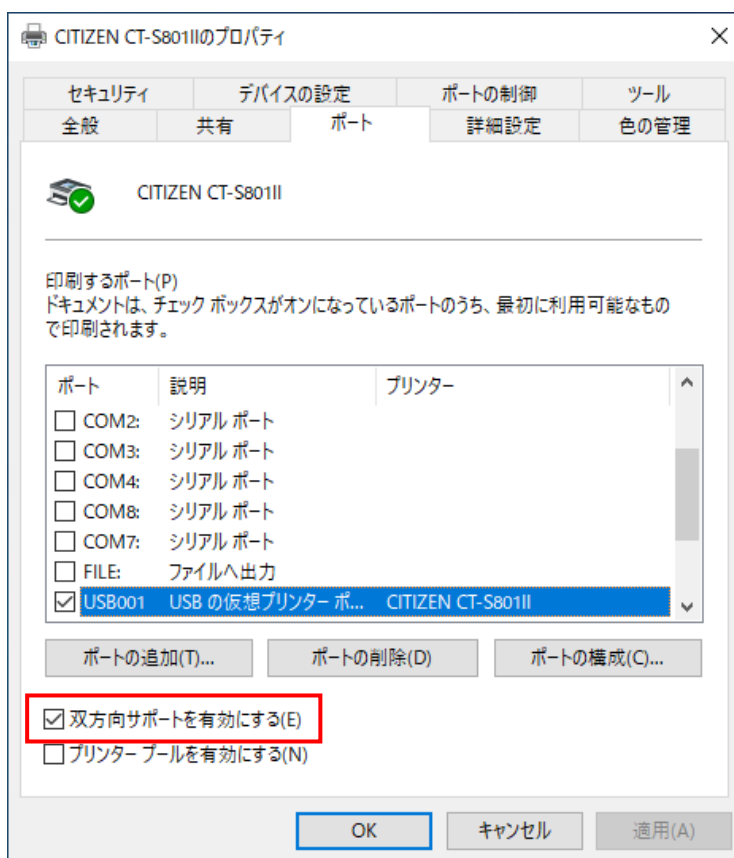 CITIZEN CT-S801IIのプロパティ
セキュリティ デバイスの設定 ポートの制御 ツール
全般 共有 ポート 詳細設定 色の管理
CITIZEN CT-S801II
印刷するポート(P)
ドキュメントは、チェック ボックスがオンになっているポートのうち、最初に利用可能なもの
で印刷されます。
ポート 説明 プリンター
COM2: シリアル ポート
COM3: シリアル ポート
COM4: シリアル ポート
COM8: シリアル ポート
COM7: シリアル ポート
FILE: ファイルへ出力
USB001 USB の仮想プリンター ポ... CITIZEN CT-S801II
ポートの追加(T)... ポートの削除(D) ポートの構成(C)...
双方向サポートを有効にする(E)
プリンター プールを有効にする(N)
OK キャンセル 適用(A)